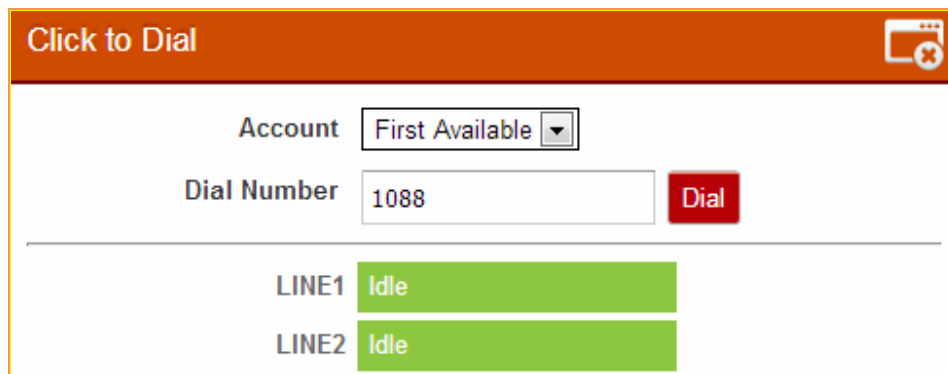 Click to Dial
Account First Available
Dial Number 1088 Dial
LINE1 Idle
LINE2 Idle